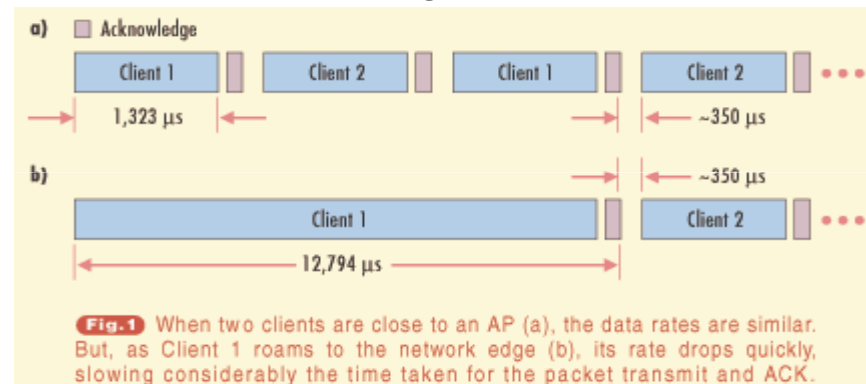 a) Acknowledge
Client 1 Client 2 Client 1 Client 2
1,323 µs ~350 µs
b) ~350 µs
Client 1 Client 2
12,794 µs
Fig.1 When two clients are close to an AP (a), the data rates are similar.
But, as Client 1 roams to the network edge (b), its rate drops quickly,
slowing considerably the time taken for the packet transmit and ACK.